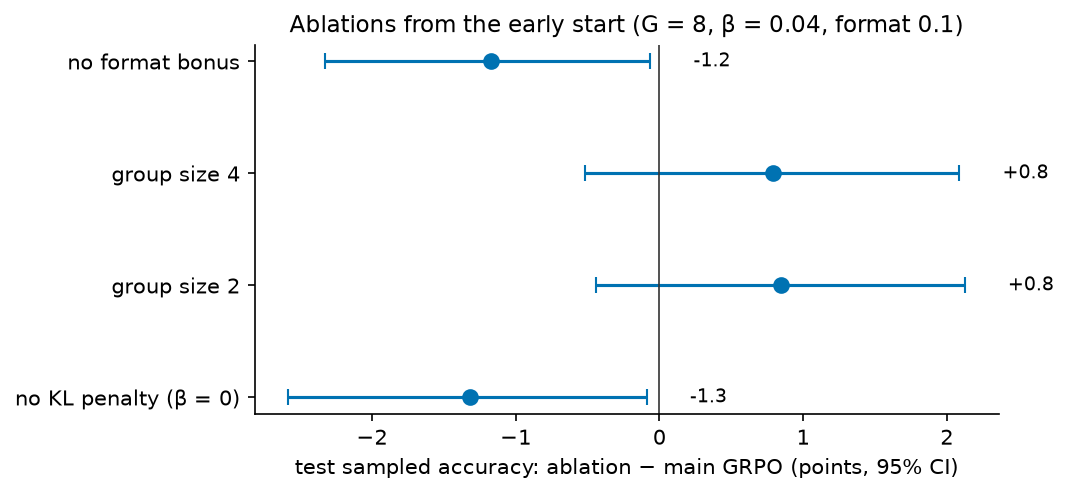 Ablations from the early start (G = 8, β = 0.04, format 0.1)
no format bonus
-1.2
group size 4
+0.8
group size 2
+0.8
no KL penalty (β = 0)
-1.3
−2 −1 0 1 2
test sampled accuracy: ablation − main GRPO (points, 95% CI)